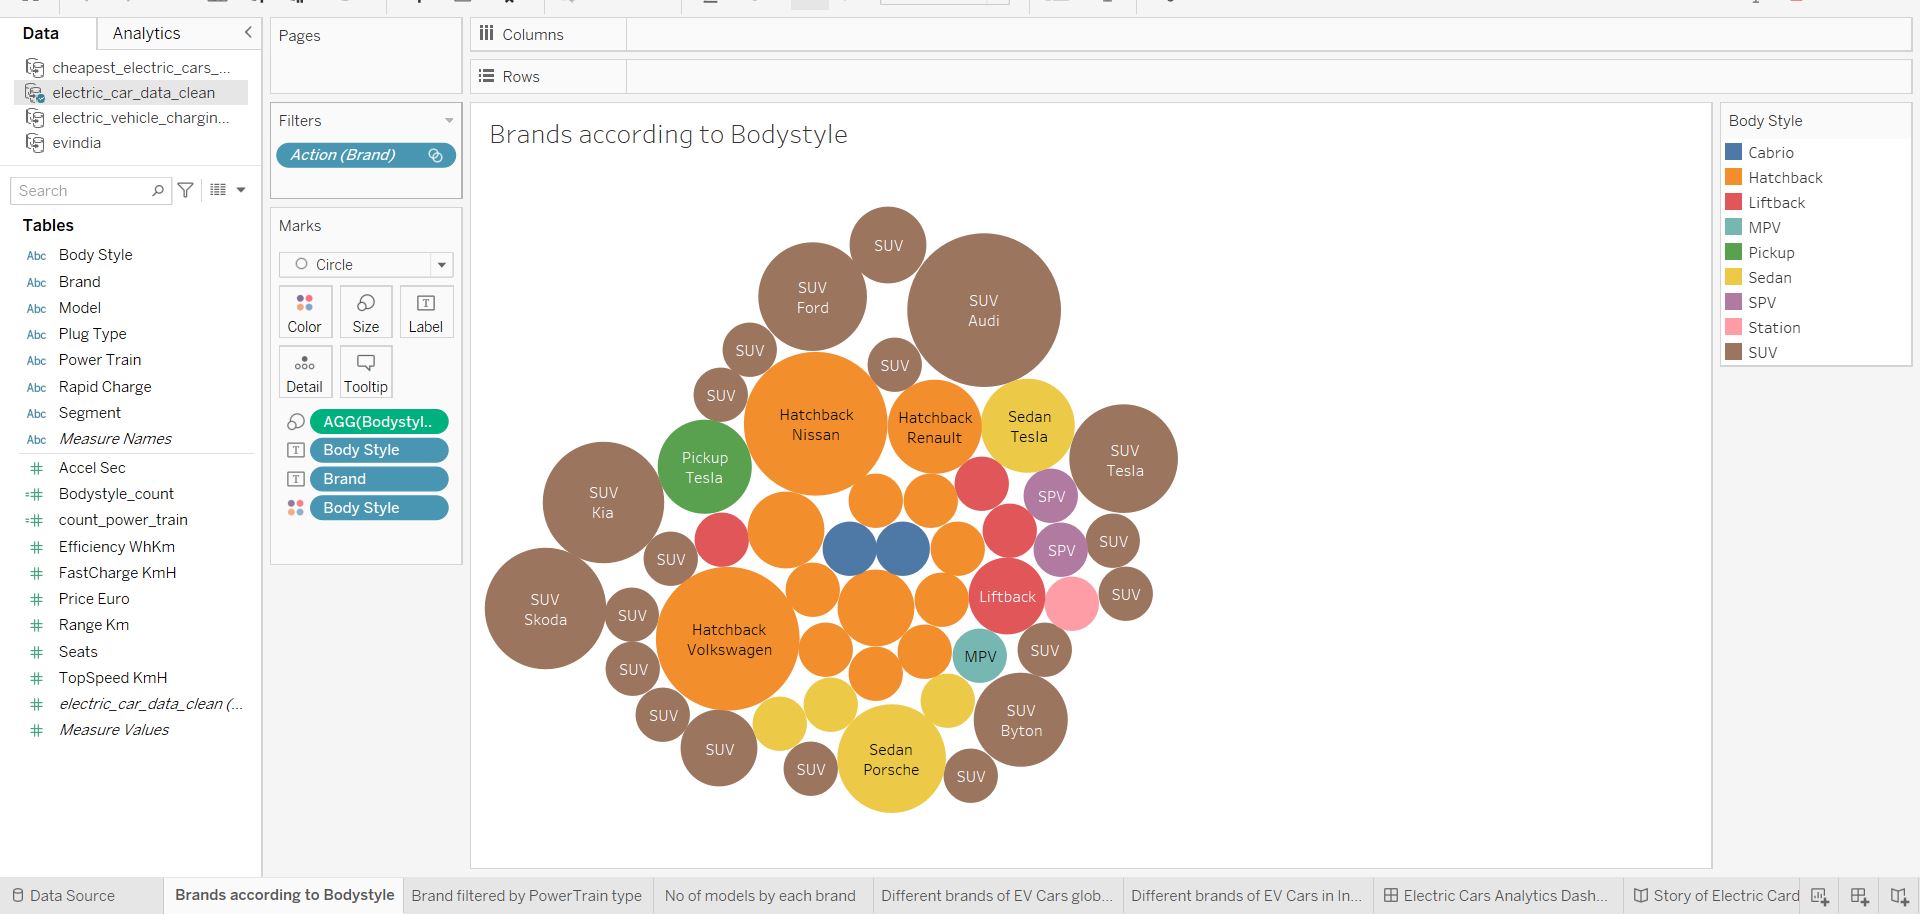 Data
Analytics
cheapest_electric_cars_...
electric_car_data_clean
electric_vehicle_chargin...
evindia
Search
Tables
Abc Body Style
Abc Brand
Abc Model
Abc Plug Type
Abc Power Train
Abc Rapid Charge
Abc Segment
Abc Measure Names
# Accel Sec
=# Bodystyle_count
=# count_power_train
# Efficiency WhKm
# FastCharge KmH
# Price Euro
# Range Km
# Seats
# TopSpeed KmH
# electric_car_data_clean (...
# Measure Values
Pages
Filters
Action (Brand)
Marks
Circle
Color
Size
T
Label
Detail
Tooltip
AGG(Bodystyl..
T Body Style
T Brand
Body Style
Columns
Rows
Brands according to Bodystyle
SUV
SUV
Ford
SUV
Audi
SUV
SUV
SUV
Hatchback
Nissan
Hatchback
Renault
Sedan
Tesla
SUV
Tesla
Pickup
Tesla
SUV
Kia
SPV
SUV
SPV
SUV
SUV
Skoda
SUV
Liftback
SUV
Hatchback
Volkswagen
MPV
SUV
SUV
SUV
SUV
SUV
Byton
Sedan
Porsche
SUV
SUV
Body Style
Cabrio
Hatchback
Liftback
MPV
Pickup
Sedan
SPV
Station
SUV
Data Source
Brands according to Bodystyle
Brand filtered by PowerTrain type
No of models by each brand
Different brands of EV Cars glob...
Different brands of EV Cars in In...
Electric Cars Analytics Dash...
Story of Electric Card